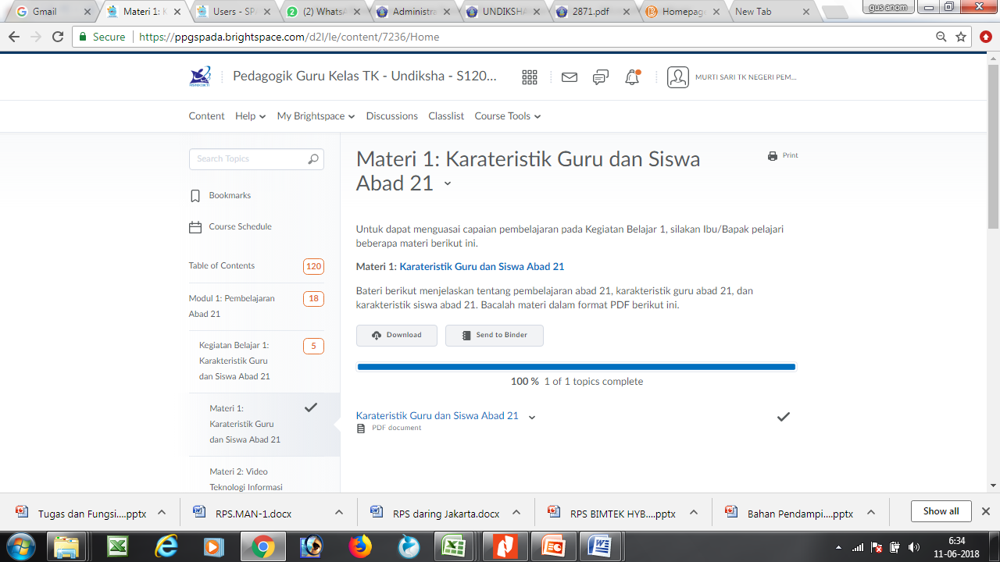 Gmail
Materi 1: K
Users - SPA
(2) WhatsA
Administra
UNDIKSHA
2871.pdf
Homepage
New Tab
gus anom
Secure
https://ppgspada.brightspace.com/d2l/le/content/7236/Home
Pedagogik Guru Kelas TK - Undiksha - S120...
MURTI SARI TK NEGERI PEM...
Content Help My Brightspace Discussions Classlist Course Tools
Search Topics
Bookmarks
Course Schedule
Table of Contents 120
Modul 1: Pembelajaran 18
Abad 21
Kegiatan Belajar 1: 5
Karakteristik Guru
dan Siswa Abad 21
Materi 1:
Karateristik Guru
dan Siswa Abad 21
Materi 2: Video
Teknologi Informasi
Materi 1: Karateristik Guru dan Siswa
Abad 21
Print
Untuk dapat menguasai capaian pembelajaran pada Kegiatan Belajar 1, silakan Ibu/Bapak pelajari
beberapa materi berikut ini.
Materi 1: Karateristik Guru dan Siswa Abad 21
Bateri berikut menjelaskan tentang pembelajaran abad 21, karakteristik guru abad 21, dan
karakteristik siswa abad 21. Bacalah materi dalam format PDF berikut ini.
Download
Send to Binder
100 % 1 of 1 topics complete
Karateristik Guru dan Siswa Abad 21
PDF document
Tugas dan Fungsi....pptx
RPS.MAN-1.docx
RPS daring Jakarta.docx
RPS BIMTEK HYB....pptx
Bahan Pendampi....pptx
Show all
6:34
11-06-2018